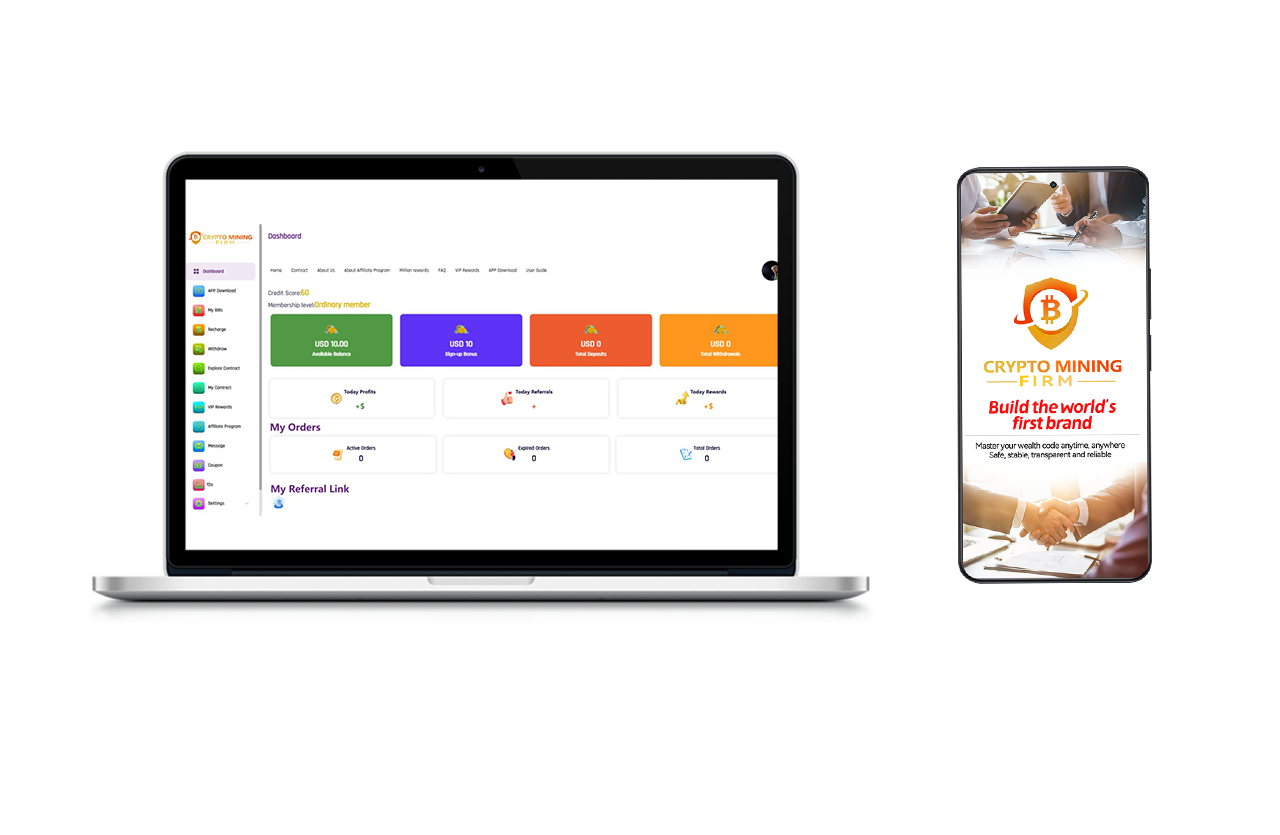 CRYPTO MINING
FIRM
Dashboard
Dashboard
APP Download
My Bills
Recharge
Withdraw
Explore Contract
My Contract
VIP Rewards
Affiliate Program
Message
Coupon
Settings
Home Contract About Us About Affiliate Program Million rewards FAQ VIP Rewards APP Download User Guide
Credit Score:60
Membership level:Ordinary member
USD 10.00
Available Balance
USD 10
Sign-up Bonus
USD 0
Total Deposits
USD 0
Total Withdrawals
Today Profits
+$
Today Referrals
+
Today Rewards
+$
My Orders
Active Orders
0
Expired Orders
0
Total Orders
0
My Referral Link
B
CRYPTO MINING
FIRM
Build the world's
first brand
Master your wealth code anytime, anywhere
Safe, stable, transparent and reliable